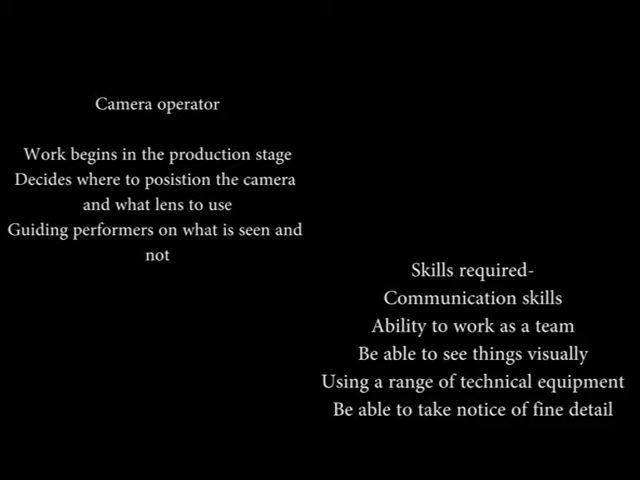 Camera operator
Work begins in the production stage
Decides where to posistion the camera
and what lens to use
Guiding performers on what is seen and
not
Skills required-
Communication skills
Ability to work as a team
Be able to see things visually
Using a range of technical equipment
Be able to take notice of fine detail